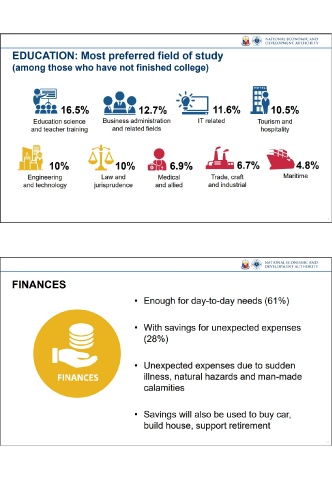 NATIONAL ECONOMIC AND
DEVELOPMENT AUTHORITY
EDUCATION: Most preferred field of study
(among those who have not finished college)
16.5%
Education science
and teacher training
12.7%
Business administration
and related fields
11.6%
IT related
HOTEL
10.5%
Tourism and
hospitality
10%
Engineering
and technology
10%
Law and
jurisprudence
6.9%
Medical
and allied
6.7%
Trade, craft
and industrial
4.8%
Maritime
NATIONAL ECONOMIC AND
DEVELOPMENT AUTHORITY
FINANCES
FINANCES
• Enough for day-to-day needs (61%)
• With savings for unexpected expenses
(28%)
• Unexpected expenses due to sudden
illness, natural hazards and man-made
calamities
• Savings will also be used to buy car,
build house, support retirement